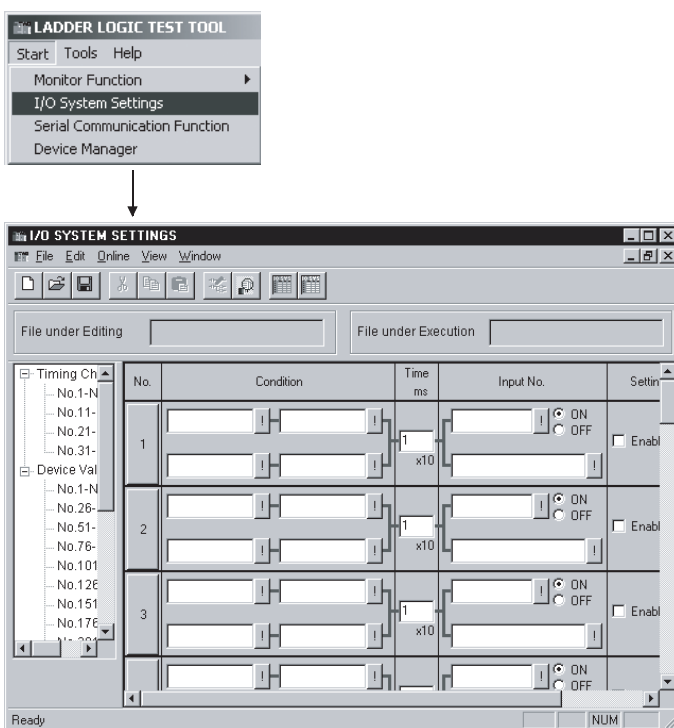 LADDER LOGIC TEST TOOL
Start Tools Help
Monitor Function
I/O System Settings
Serial Communication Function
Device Manager
I/O SYSTEM SETTINGS
File Edit Online View Window
File under Editing File under Execution
Timing Ch
No.1-N
No.11-
No.21-
No.31-
Device Val
No.1-N
No.26-
No.51-
No.76-
No.101
No.126
No.151
No.176
No. Condition Time ms Input No. Settin
1 ! ! 1 x10 ! ON OFF Enabl
! ! !
2 ! ! 1 x10 ! ON OFF Enabl
! ! !
3 ! ! 1 x10 ! ON OFF Enabl
! ! !
! ! ! ON OFF
Ready NUM